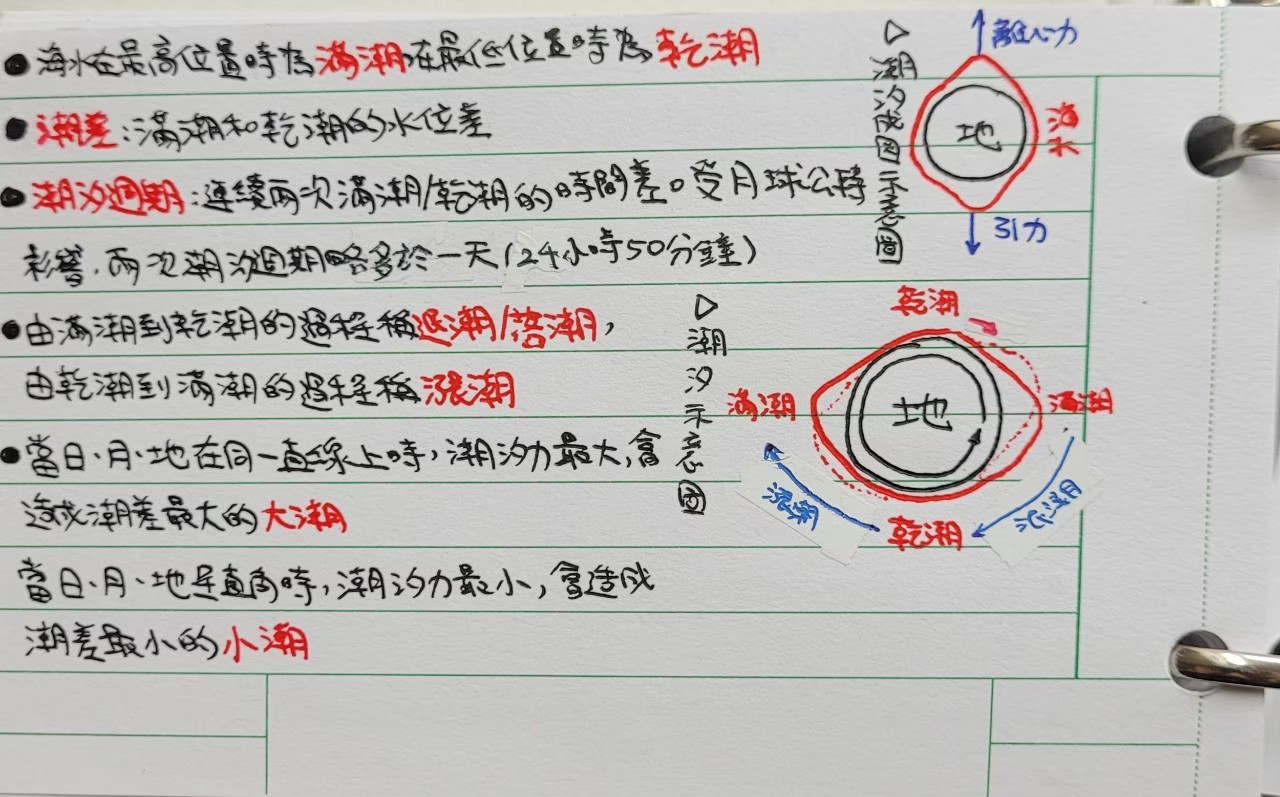 ●海水在最高位置時為滿潮在最低位置時為乾潮
●潮差:滿潮和乾潮的水位差
●潮汐週期:連續兩次滿潮/乾潮的時間差。受月球公轉
影響,兩次潮汐週期略多於一天(24小時50分鐘)
●由滿潮到乾潮的過程稱退潮/落潮,
由乾潮到滿潮的過程稱漲潮
●當日、月、地在同一直線上時,潮汐力最大,會
造成潮差最大的大潮
當日、月、地呈直角時,潮汐力最小,會造成
潮差最小的小潮
▷潮汐成因示意圖
離心力
地
海水
引力
▷潮汐示意圖
乾潮
滿潮
地
滿潮
漲潮
乾潮